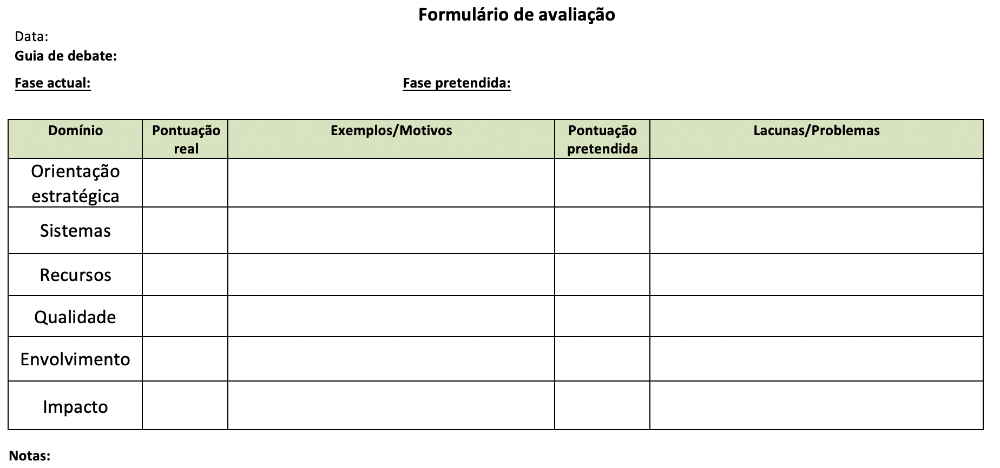 Formulário de avaliação
Data:
Guia de debate:
Fase actual: Fase pretendida:
Domínio Pontuação real Exemplos/Motivos Pontuação pretendida Lacunas/Problemas
Orientação
estratégica
Sistemas
Recursos
Qualidade
Envolvimento
Impacto
Notas: